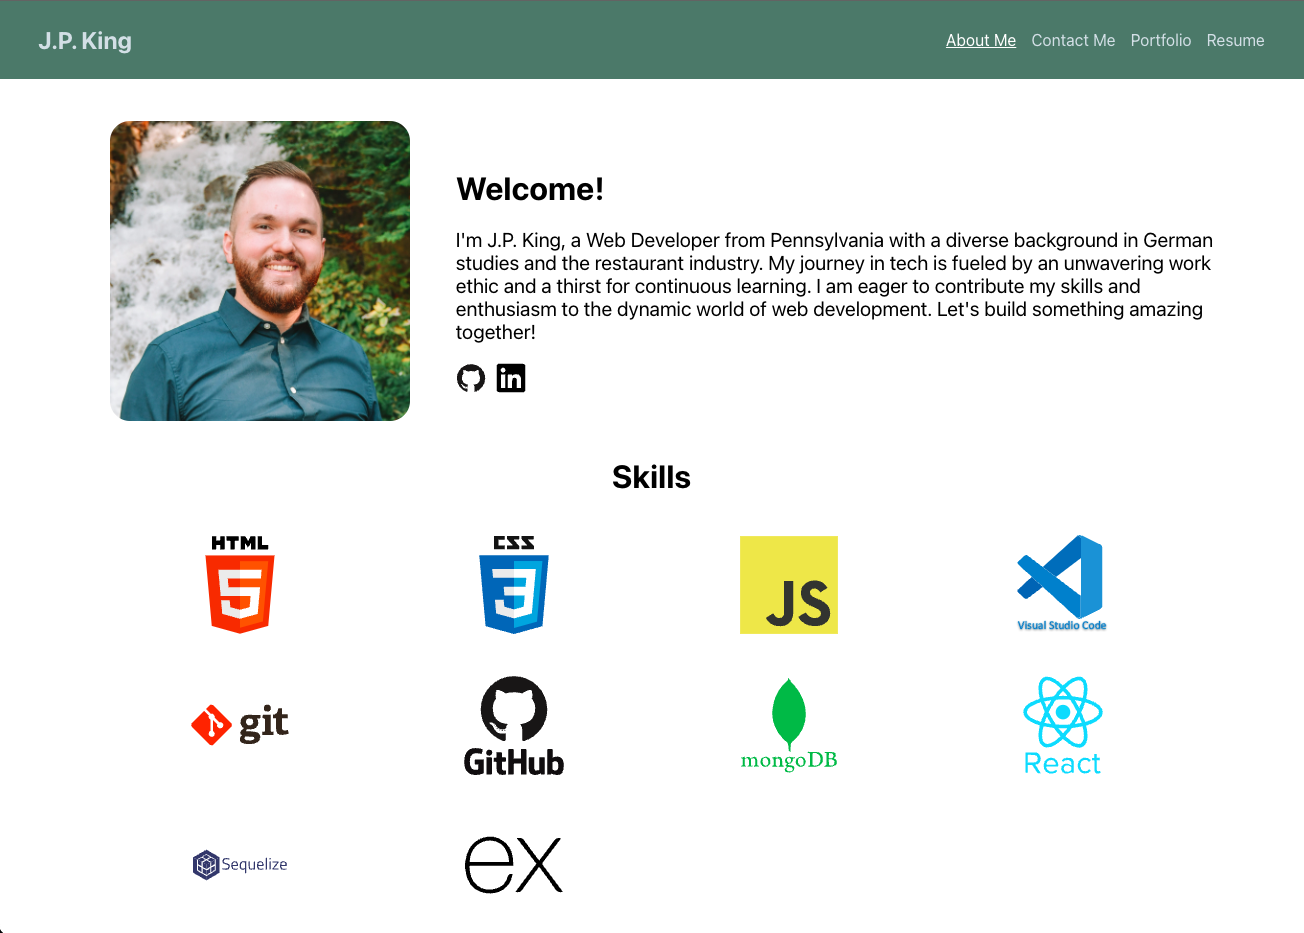 J.P. King
About Me Contact Me Portfolio Resume
Welcome!
I'm J.P. King, a Web Developer from Pennsylvania with a diverse background in German
studies and the restaurant industry. My journey in tech is fueled by an unwavering work
ethic and a thirst for continuous learning. I am eager to contribute my skills and
enthusiasm to the dynamic world of web development. Let's build something amazing
together!
in
Skills
HTML
5
CSS
3
JS
Visual Studio Code
git
GitHub
mongoDB
React
Sequelize
ex